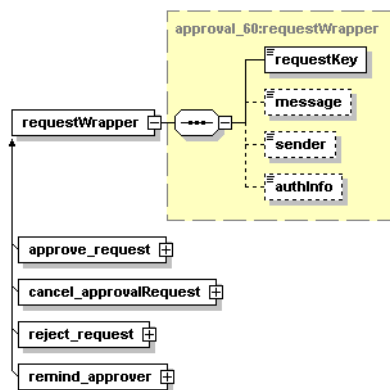 approval_60:requestWrapper
requestKey
message
requestWrapper
sender
authInfo
approve_request
cancel_approvalRequest
reject_request
remind_approver